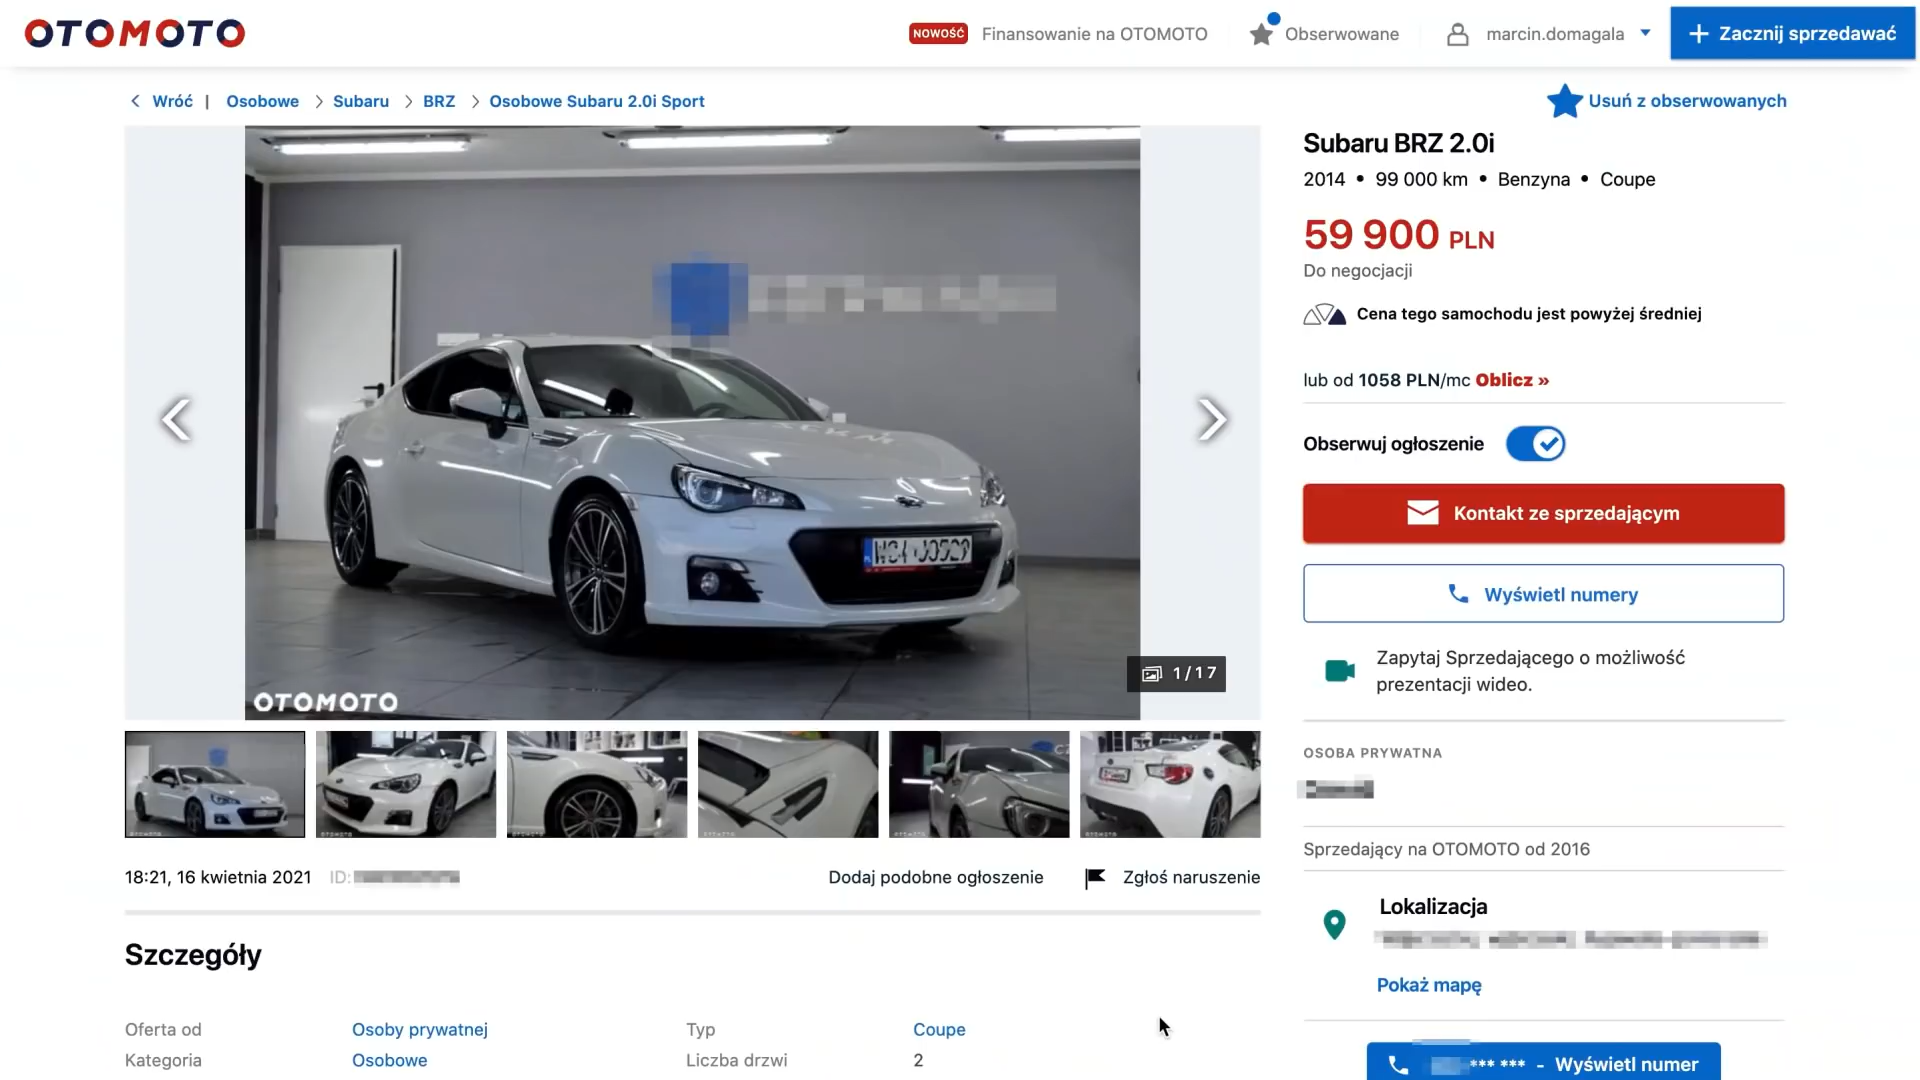 OTOMOTO
NOWOŚĆ Finansowanie na OTOMOTO
Obserwowane
marcin.domagala
+ Zacznij sprzedawać
Wróć | Osobowe > Subaru > BRZ > Osobowe Subaru 2.0i Sport
Usuń z obserwowanych
OTOMOTO
1/17
Subaru BRZ 2.0i
2014 • 99 000 km • Benzyna • Coupe
59 900 PLN
Do negocjacji
Cena tego samochodu jest powyżej średniej
lub od 1058 PLN/mc Oblicz »
Obserwuj ogłoszenie
Kontakt ze sprzedającym
Wyświetl numery
Zapytaj Sprzedającego o możliwość
prezentacji wideo.
OSOBA PRYWATNA
Sprzedający na OTOMOTO od 2016
Lokalizacja
Pokaż mapę
*** *** - Wyświetl numer
18:21, 16 kwietnia 2021 ID:
Dodaj podobne ogłoszenie
Zgłoś naruszenie
Szczegóły
Oferta od Osoby prywatnej Typ Coupe
Kategoria Osobowe Liczba drzwi 2